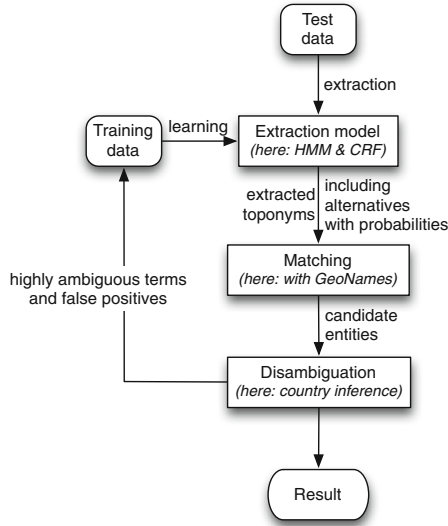 Test
data
extraction
Training
data
learning
Extraction model
(here: HMM & CRF)
extracted
toponyms
including
alternatives
with probabilities
Matching
(here: with GeoNames)
highly ambiguous terms
and false positives
candidate
entities
Disambiguation
(here: country inference)
Result